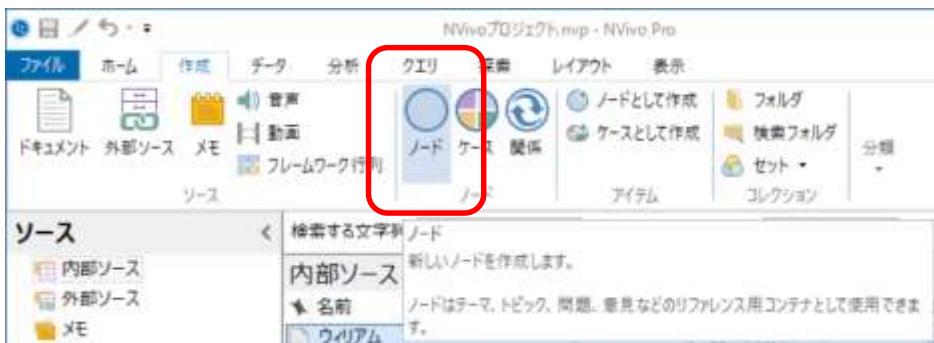 NVivoプロジェクト.nvp - NVivo Pro
ファイル ホーム 作成 データ 分析 クエリ 探索 レイアウト 表示
ドキュメント 外部ソース メモ 音声 動画 フレームワーク行列
ノード ケース 関係
ノードとして作成
ケースとして作成
フォルダ
検索フォルダ
セット
分類
ソース ノード アイテム コレクション
ソース
検索する文字列
内部ソース
外部ソース
メモ
内部ソース
名前
ウィリアム
ノード
新しいノードを作成します。
ノードはテーマ、トピック、問題、意見などのリファレンス用コンテナとして使用できま
す。